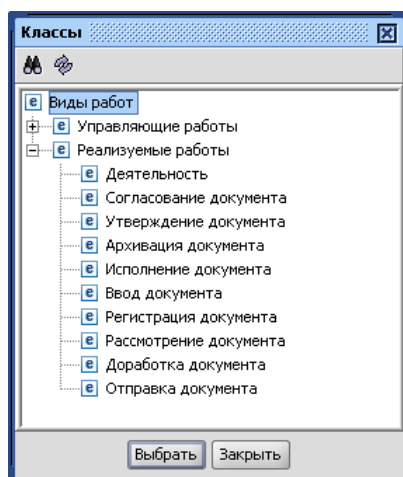 Классы
Виды работ
Управляющие работы
Реализуемые работы
Деятельность
Согласование документа
Утверждение документа
Архивация документа
Исполнение документа
Ввод документа
Регистрация документа
Рассмотрение документа
Доработка документа
Отправка документа
Выбрать Закрыть